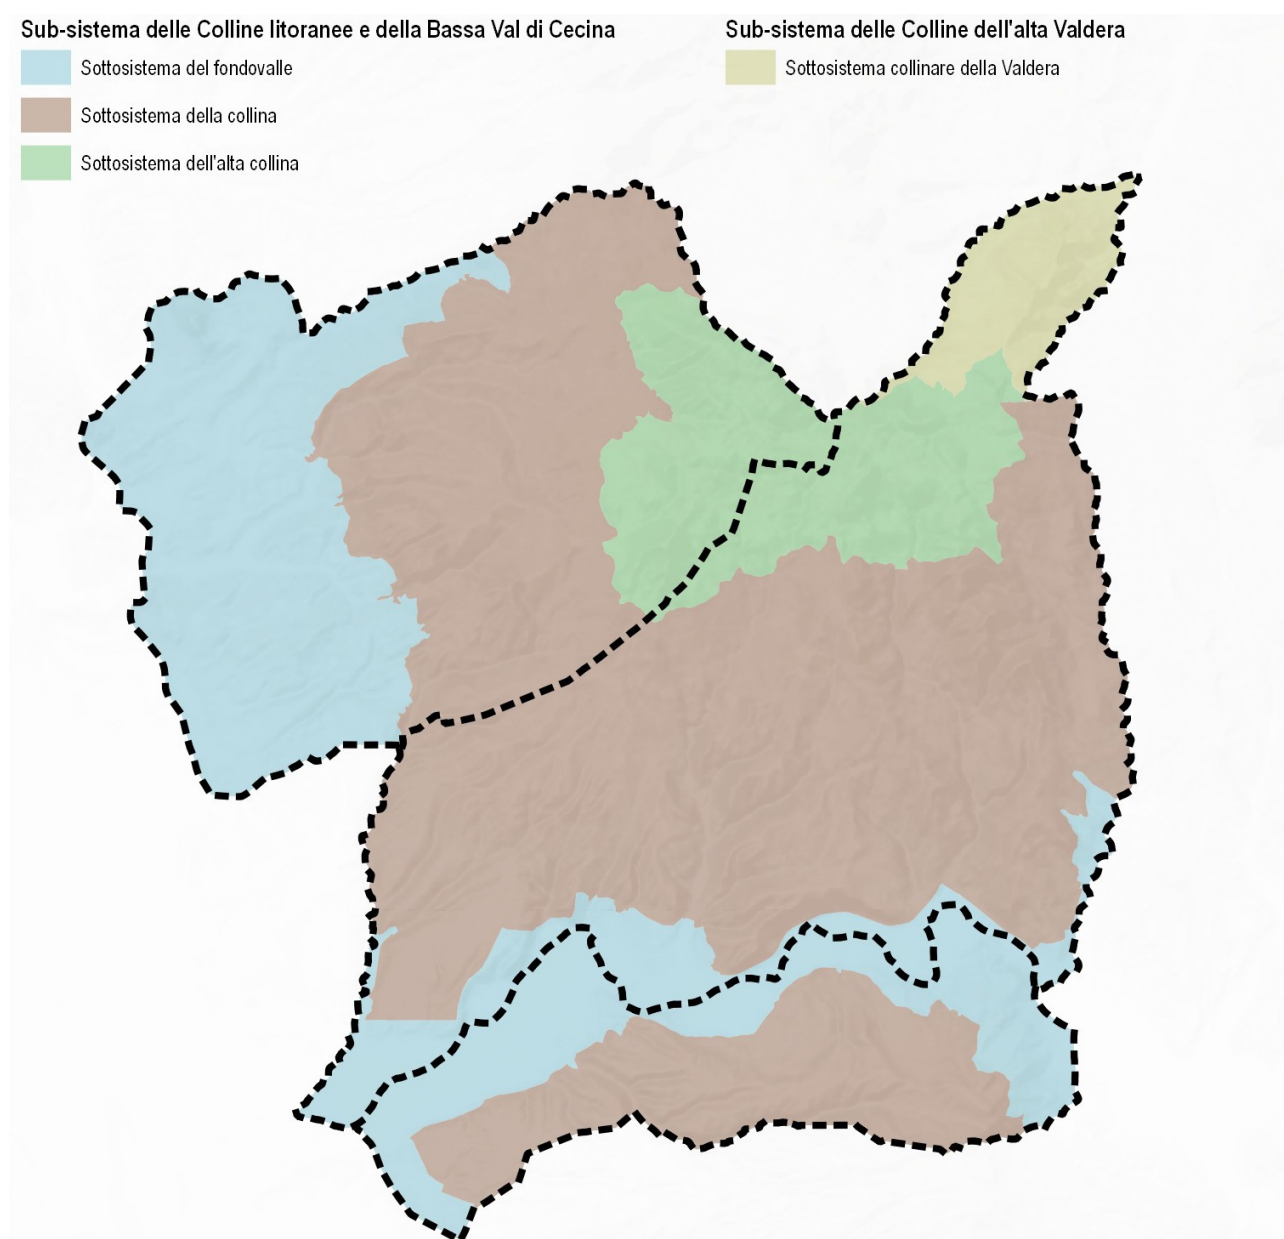 Sub-sistema delle Colline litoranee e della Bassa Val di Cecina
Sottosistema del fondovalle
Sottosistema della collina
Sottosistema dell'alta collina
Sub-sistema delle Colline dell'alta Valdera
Sottosistema collinare della Valdera